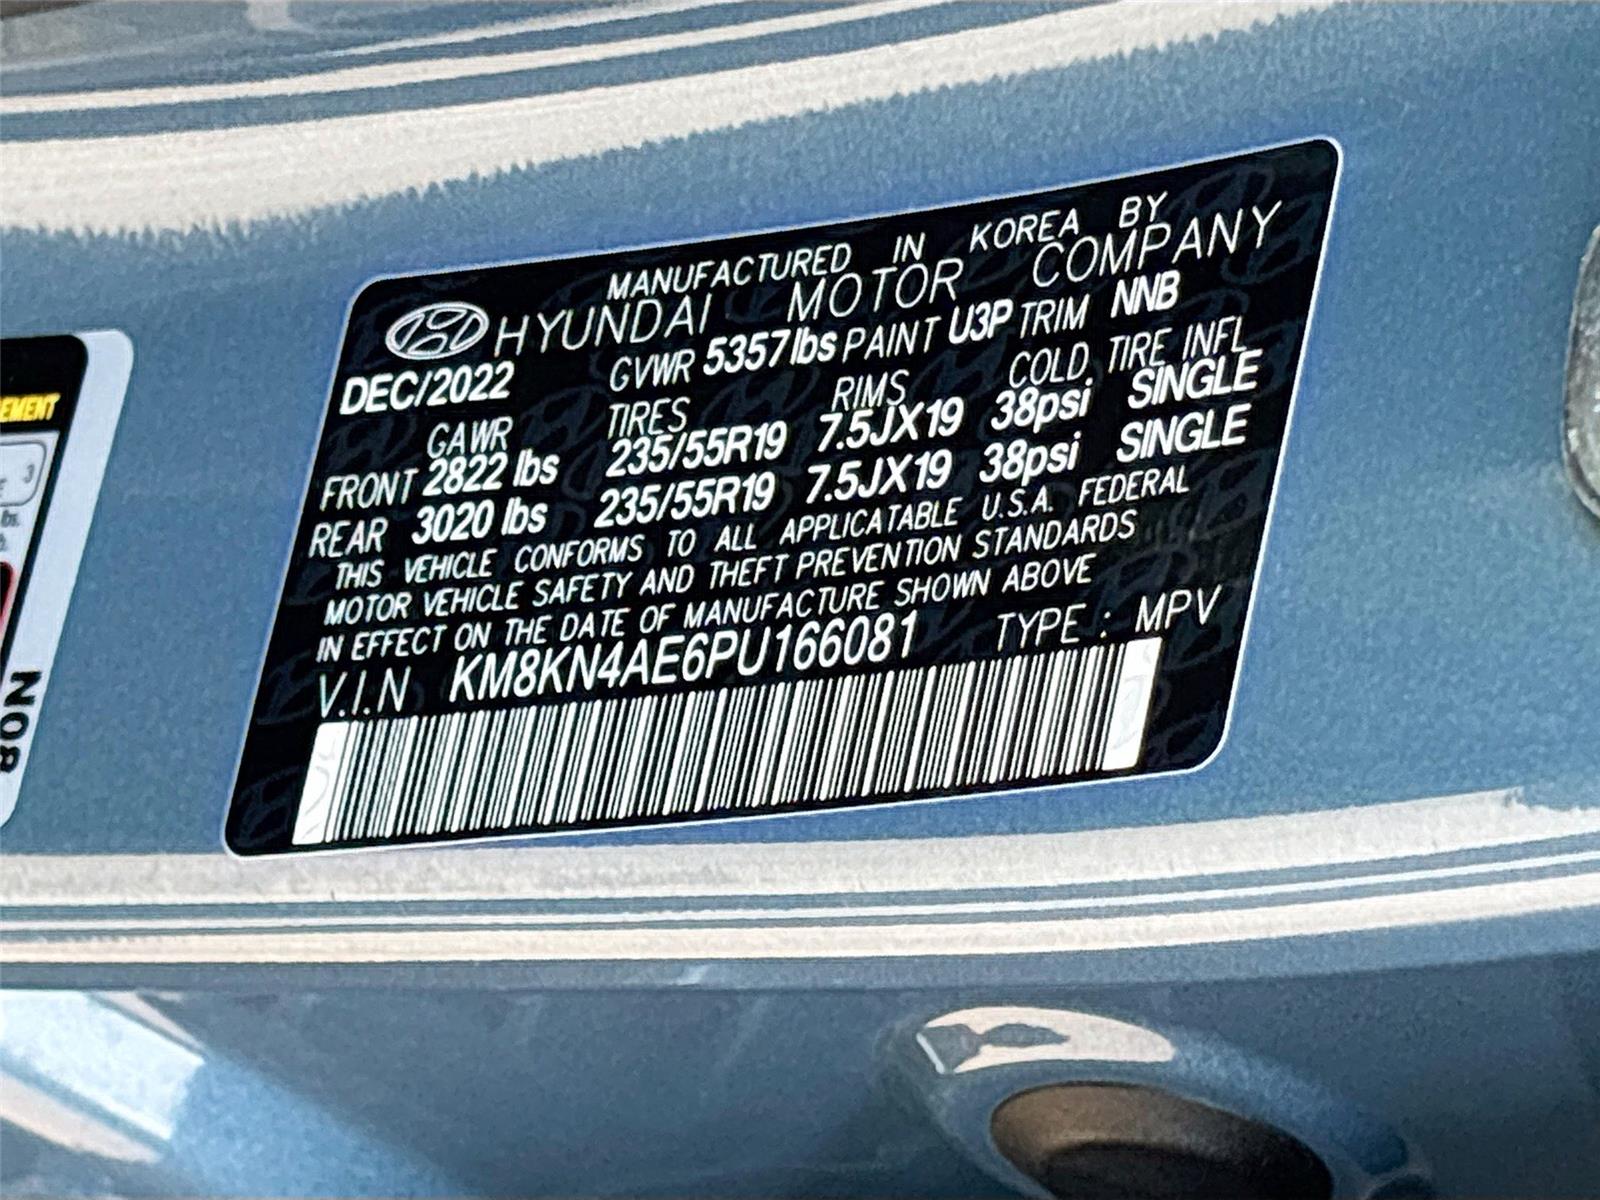 MANUFACTURED IN KOREA BY
HYUNDAI MOTOR COMPANY
DEC/2022 GVWR 5357lbs PAINT U3P TRIM NNB
GAWR TIRES RIMS COLD TIRE INFL
FRONT 2822 lbs 235/55R19 7.5JX19 38psi SINGLE
REAR 3020 lbs 235/55R19 7.5JX19 38psi SINGLE
THIS VEHICLE CONFORMS TO ALL APPLICATABLE U.S.A. FEDERAL
MOTOR VEHICLE SAFETY AND THEFT PREVENTION STANDARDS
IN EFFECT ON THE DATE OF MANUFACTURE SHOWN ABOVE
V.I.N KM8KN4AE6PU166081 TYPE : MPV
3
N08